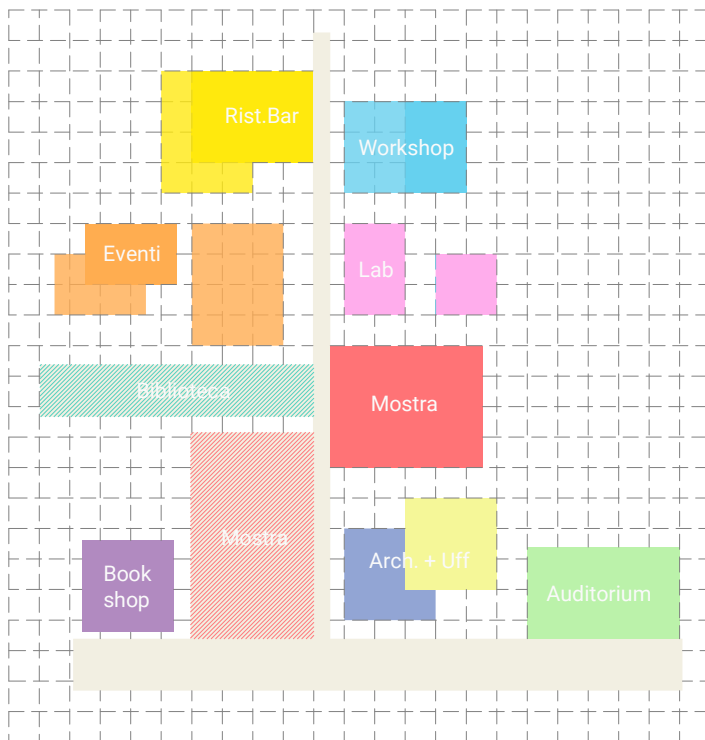 Rist.Bar
Workshop
Eventi
Lab
Biblioteca
Mostra
Mostra
Arch. + Uff
Book
shop
Auditorium